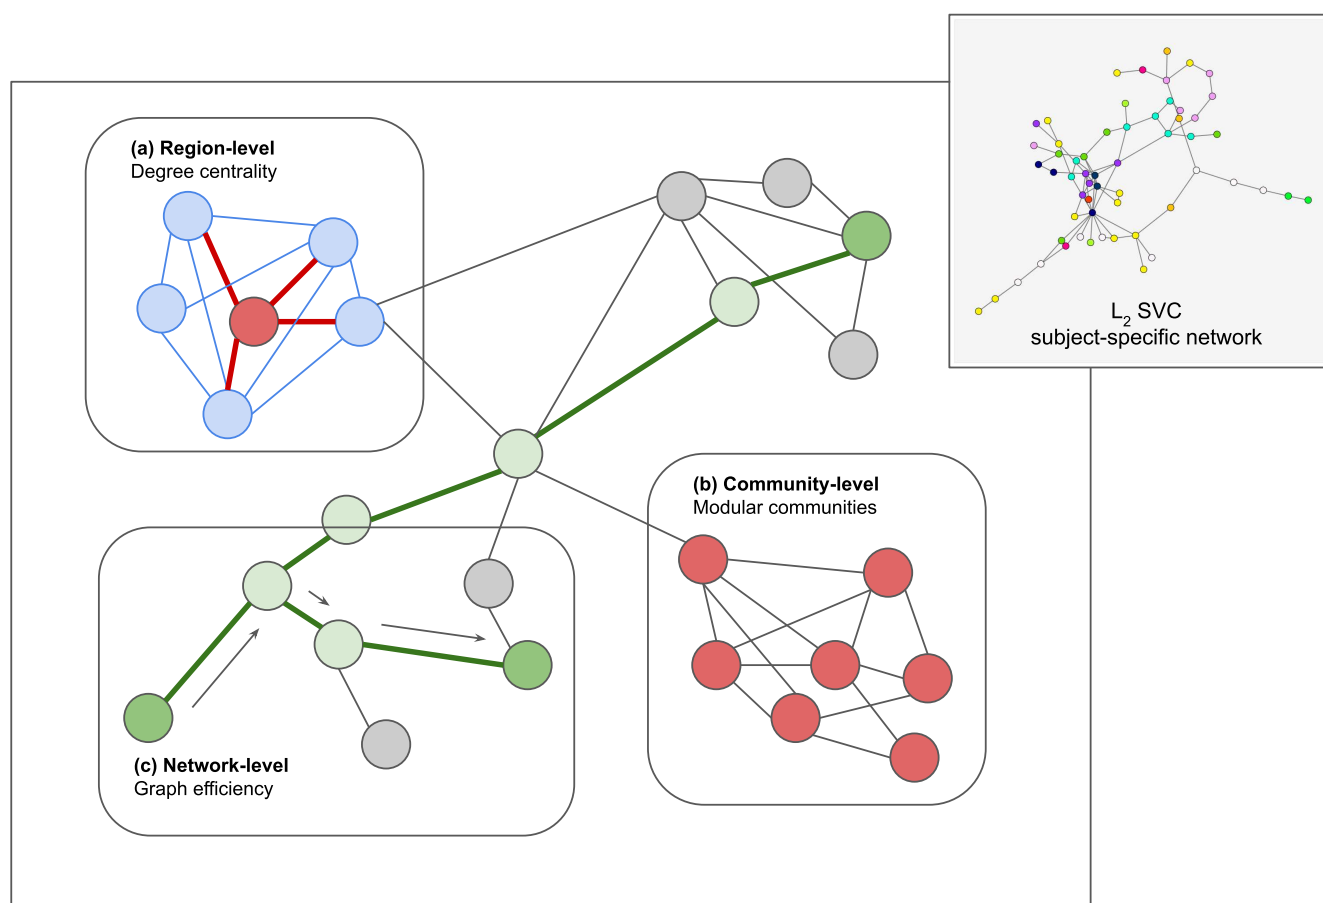 (a) Region-level
Degree centrality
L2 SVC
subject-specific network
(b) Community-level
Modular communities
(c) Network-level
Graph efficiency